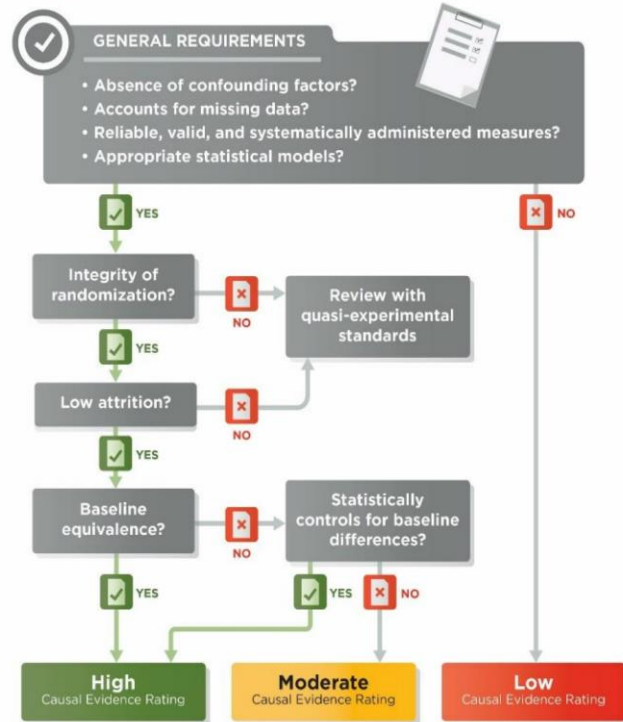 GENERAL REQUIREMENTS
• Absence of confounding factors?
• Accounts for missing data?
• Reliable, valid, and systematically administered measures?
• Appropriate statistical models?
YES
NO
Integrity of
randomization?
NO
Review with
quasi-experimental
standards
YES
Low attrition?
NO
YES
Baseline
equivalence?
NO
Statistically
controls for baseline
differences?
YES
YES
NO
High
Causal Evidence Rating
Moderate
Causal Evidence Rating
Low
Causal Evidence Rating